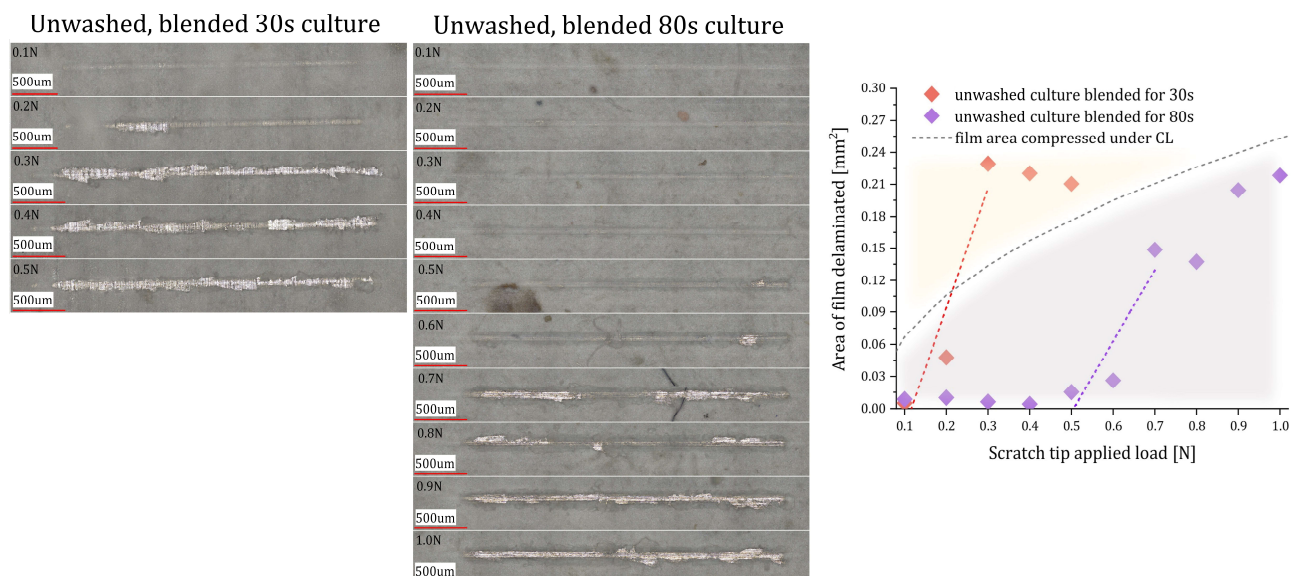 Unwashed, blended 30s culture
0.1N
500um
0.2N
500um
0.3N
500um
0.4N
500um
0.5N
500um
Unwashed, blended 80s culture
0.1N
500um
0.2N
500um
0.3N
500um
0.4N
500um
0.5N
500um
0.6N
500um
0.7N
500um
0.8N
500um
0.9N
500um
1.0N
500um
unwashed culture blended for 30s
unwashed culture blended for 80s
film area compressed under CL
Area of film delaminated [mm²]
0.30
0.27
0.24
0.21
0.18
0.15
0.12
0.09
0.06
0.03
0.00
0.1 0.2 0.3 0.4 0.5 0.6 0.7 0.8 0.9 1.0
Scratch tip applied load [N]